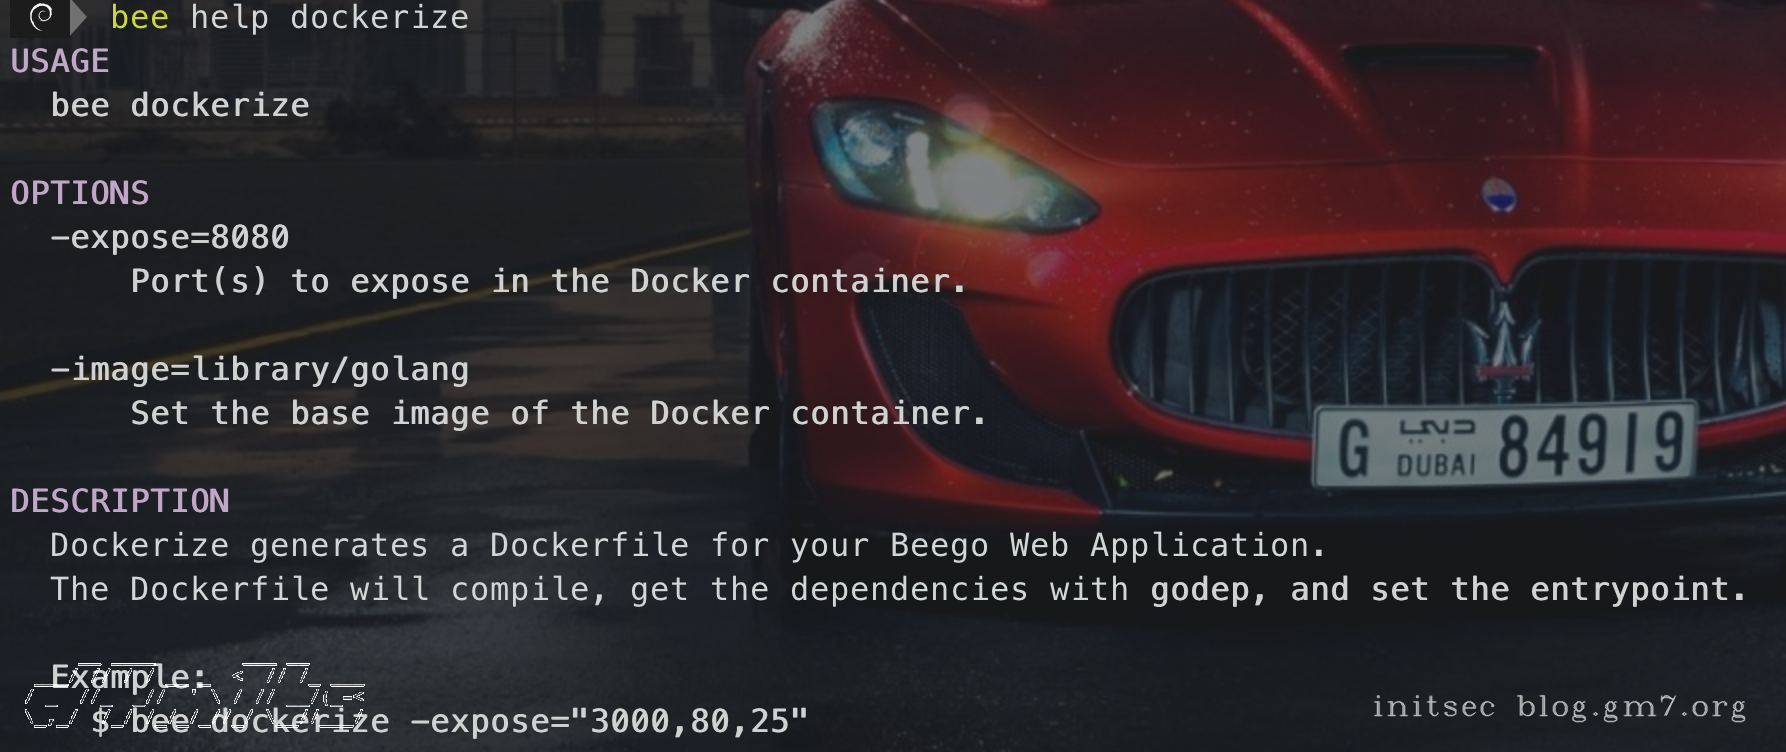 bee help dockerize
USAGE
bee dockerize
OPTIONS
-expose=8080
Port(s) to expose in the Docker container.
-image=library/golang
Set the base image of the Docker container.
DESCRIPTION
Dockerize generates a Dockerfile for your Beego Web Application.
The Dockerfile will compile, get the dependencies with godep, and set the entrypoint.
Example:
$ bee dockerize -expose="3000,80,25"
G دبي DUBAI 84919
initsec blog.gm7.org